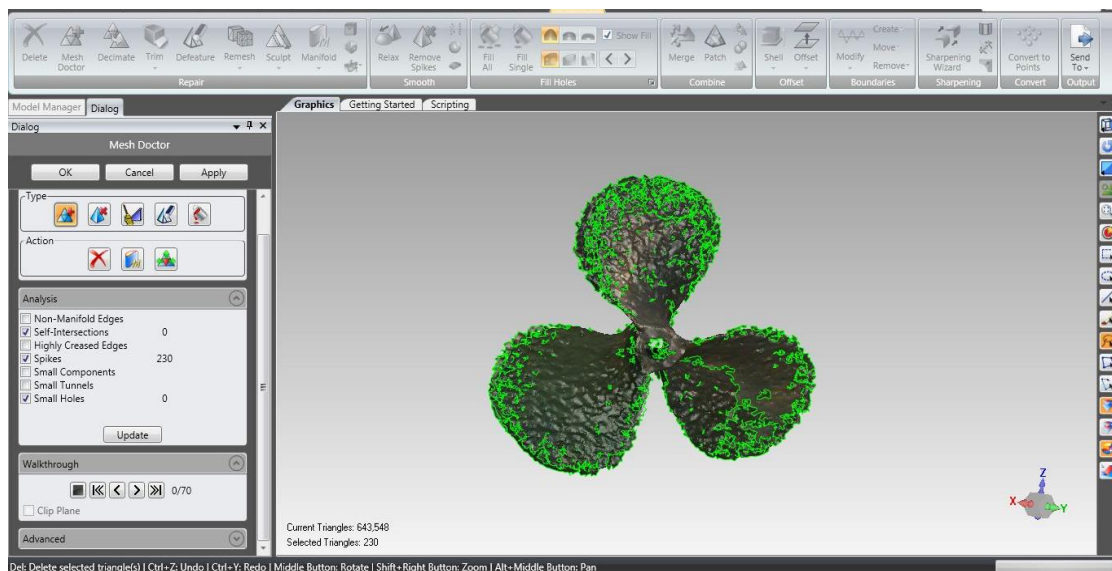 Delete
Mesh Doctor
Decimate
Trim
Defeature
Remesh
Sculpt
Manifold
Repair
Relax
Remove Spikes
Smooth
Fill All
Fill Single
Show Fill
Fill Holes
Merge
Patch
Combine
Shell
Offset
Offset
Modify
Create
Move
Remove
Boundaries
Sharpening Wizard
Sharpening
Convert to Points
Convert
Send To
Output
Model Manager
Dialog
Graphics
Getting Started
Scripting
Dialog
Mesh Doctor
OK
Cancel
Apply
Type
Action
Analysis
Non-Manifold Edges
Self-Intersections 0
Highly Creased Edges
Spikes 230
Small Components
Small Tunnels
Small Holes 0
Update
Walkthrough
0/70
Clip Plane
Advanced
Current Triangles: 643,548
Selected Triangles: 230
Z
X
Y
Del: Delete selected triangle(s) | Ctrl+Z: Undo | Ctrl+Y: Redo | Middle Button: Rotate | Shift+Right Button: Zoom | Alt+Middle Button: Pan